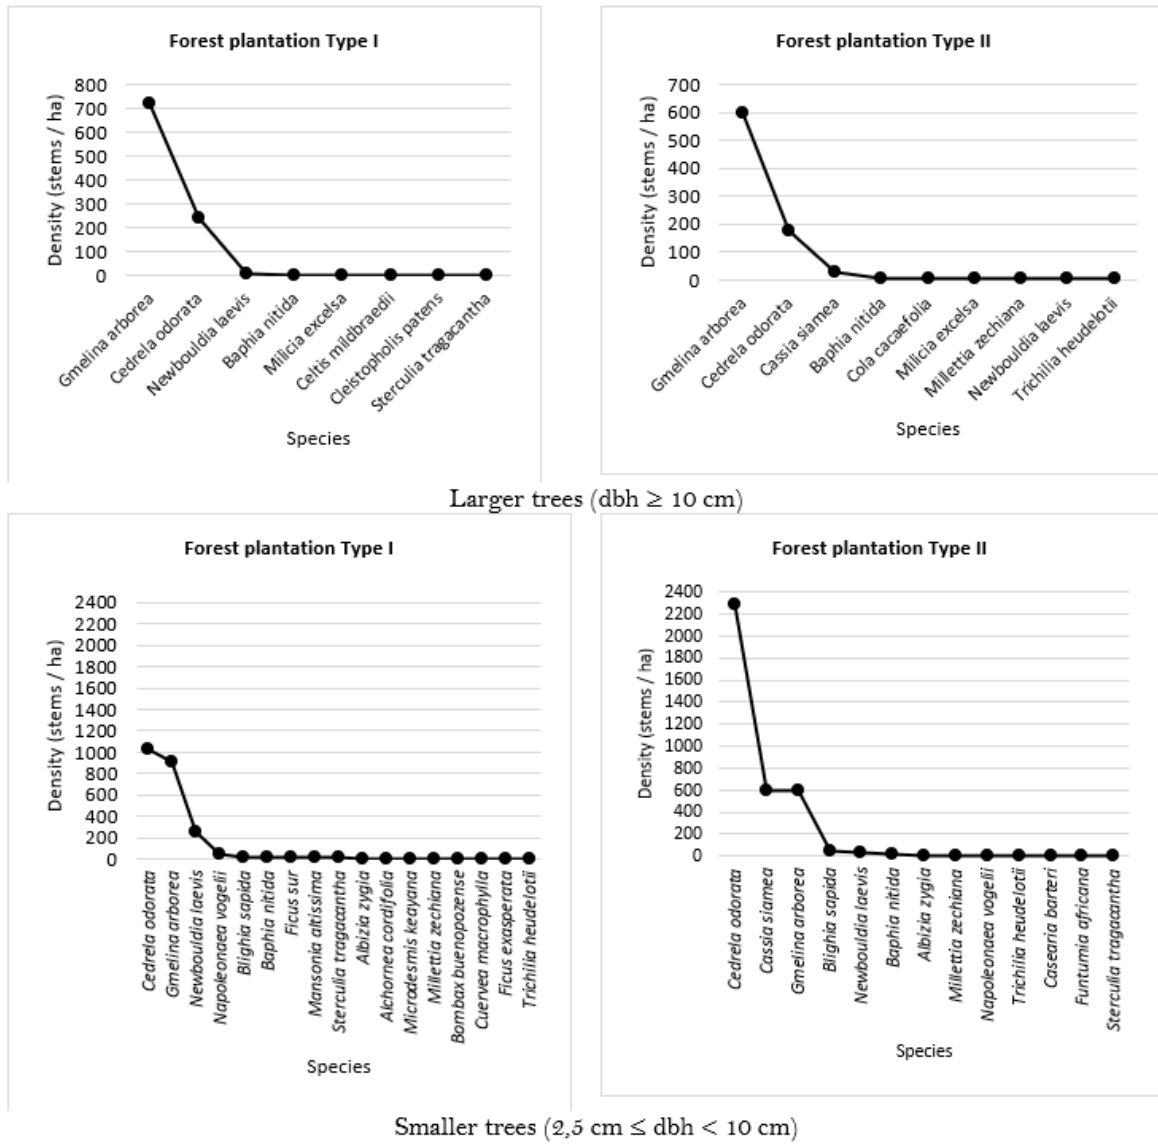 Forest plantation Type I
Density (stems / ha)
800
700
600
500
400
300
200
100
0
Gmelina arborea
Cedrela odorata
Newbouldia laevis
Baphia nitida
Milicia excelsa
Celtis mildbraedii
Cleistopholis patens
Sterculia tragacantha
Species
Forest plantation Type II
Density (stems / ha)
700
600
500
400
300
200
100
0
Gmelina arborea
Cedrela odorata
Cassia siamea
Baphia nitida
Cola cacaefolia
Milicia excelsa
Millettia zechiana
Newbouldia laevis
Trichilia heudelotii
Species
Larger trees (dbh ≥ 10 cm)
Forest plantation Type I
Density (stems / ha)
2400
2200
2000
1800
1600
1400
1200
1000
800
600
400
200
0
Cedrela odorata
Gmelina arborea
Newbouldia laevis
Napoleonaea vogelii
Blighia sapida
Baphia nitida
Ficus sur
Mansonia altissima
Sterculia tragacantha
Albizia zygia
Alchornea cordifolia
Microdesmis keayana
Millettia zechiana
Bombax buenopozense
Cuervea macrophylla
Ficus exasperata
Trichilia heudelotii
Species
Forest plantation Type II
Density (stems / ha)
2400
2200
2000
1800
1600
1400
1200
1000
800
600
400
200
0
Cedrela odorata
Cassia siamea
Gmelina arborea
Blighia sapida
Newbouldia laevis
Baphia nitida
Albizia zygia
Millettia zechiana
Napoleonaea vogelii
Trichilia heudelotii
Casearia barteri
Funtumia africana
Sterculia tragacantha
Species
Smaller trees (2,5 cm ≤ dbh < 10 cm)